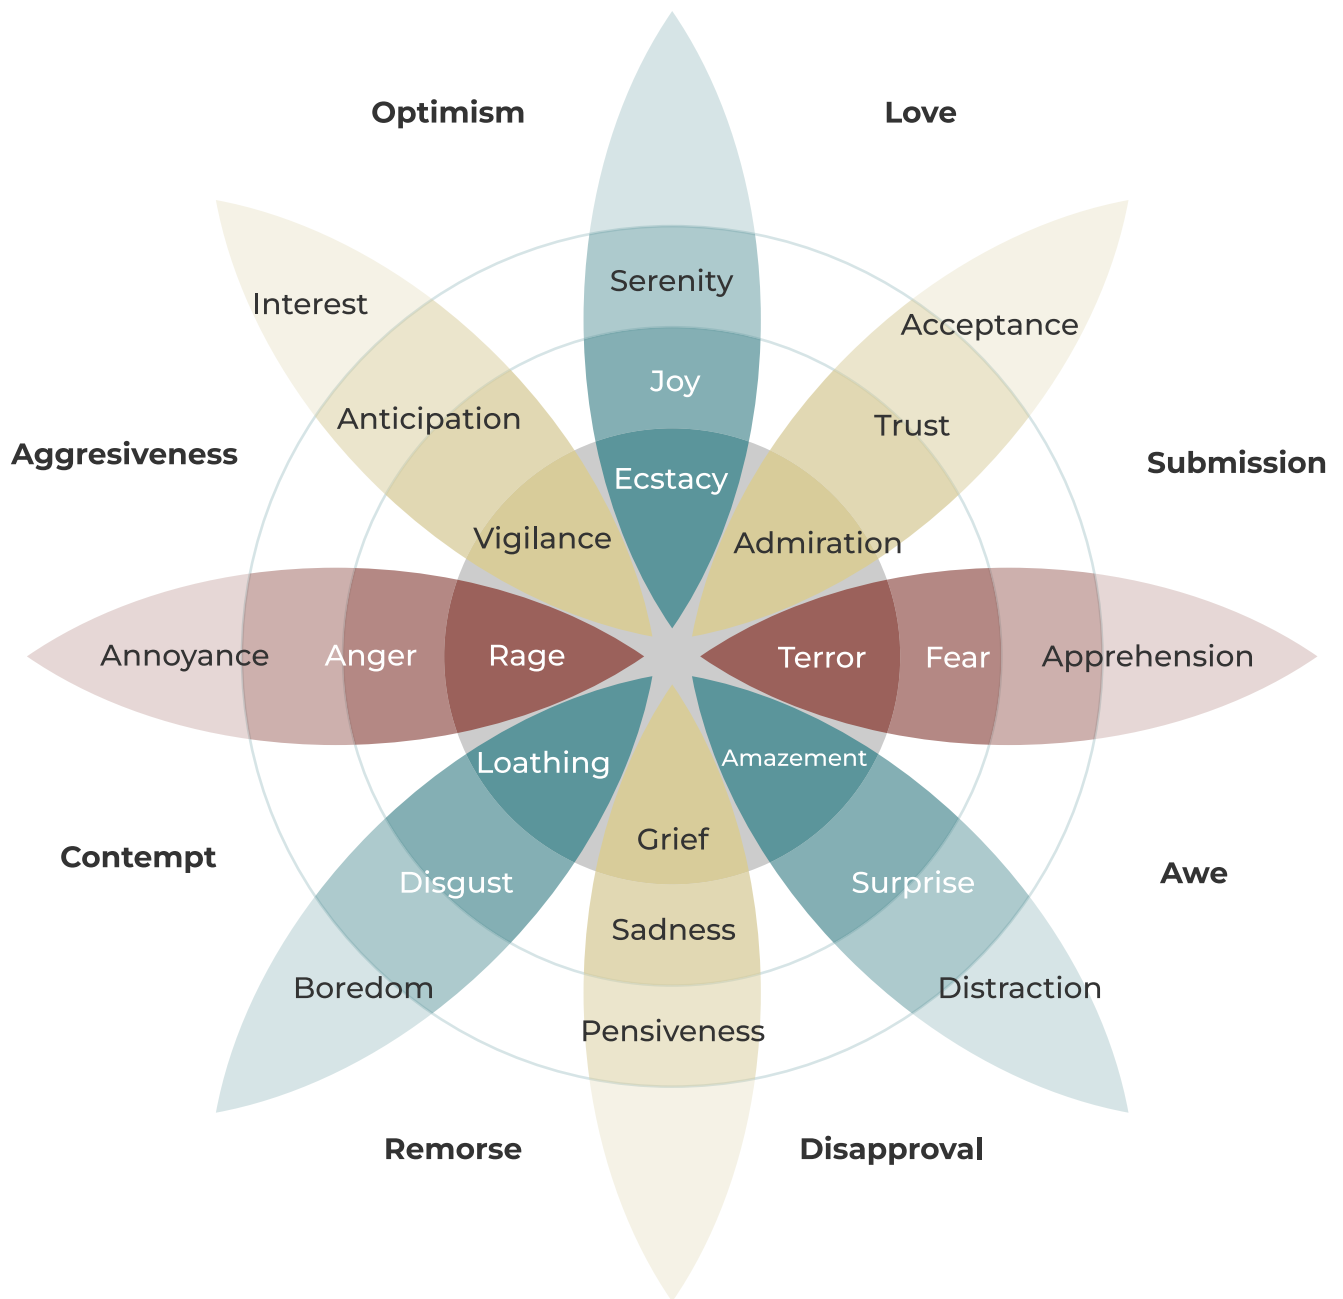 Optimism
Love
Serenity
Interest
Acceptance
Joy
Anticipation
Trust
Aggresiveness
Submission
Ecstacy
Vigilance
Admiration
Annoyance
Anger
Rage
Terror
Fear
Apprehension
Loathing
Amazement
Grief
Contempt
Awe
Disgust
Surprise
Sadness
Boredom
Distraction
Pensiveness
Remorse
Disapproval